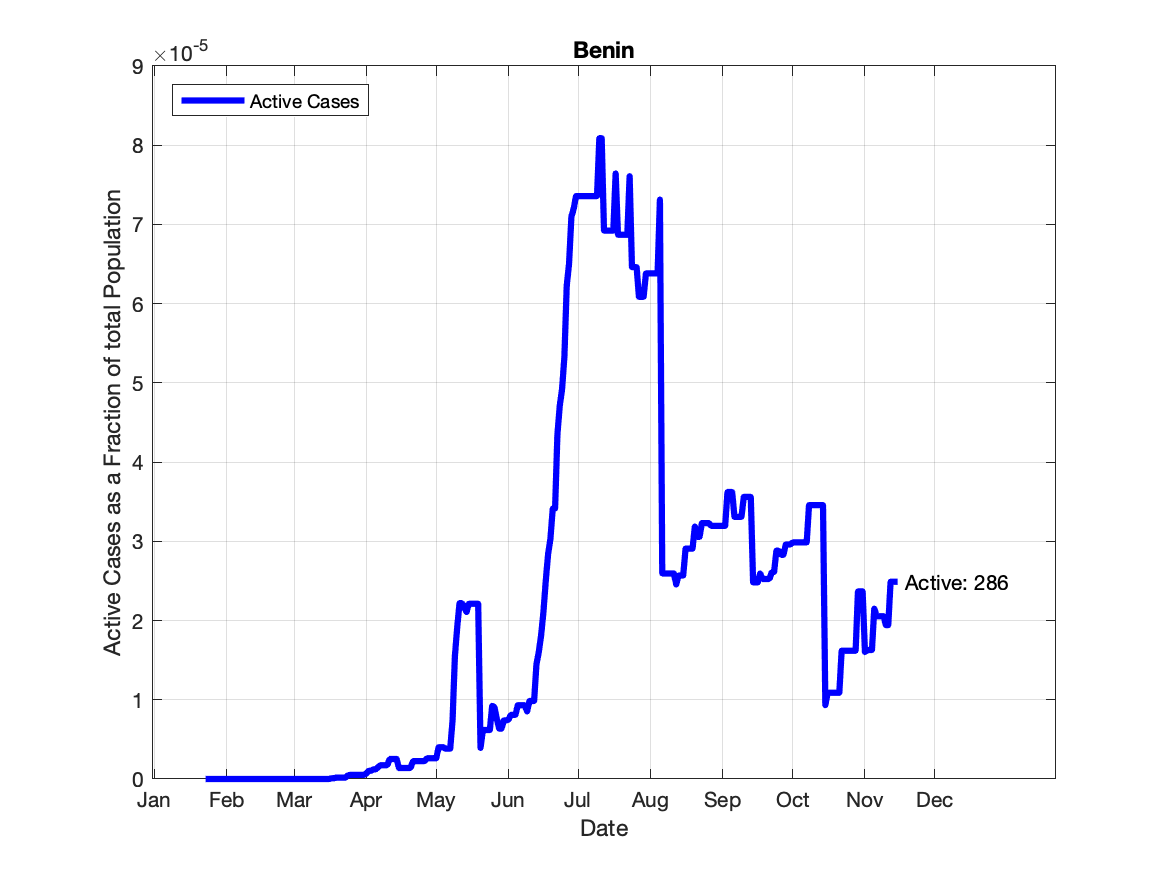 Benin
×10-5
Active Cases
Active Cases as a Fraction of total Population
9
8
7
6
5
4
3
2
1
0
Active: 286
Jan Feb Mar Apr May Jun Jul Aug Sep Oct Nov Dec
Date